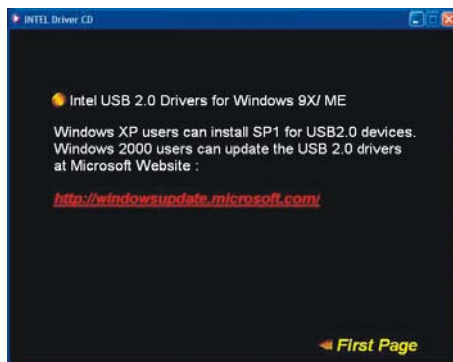 INTEL Driver CD
Intel USB 2.0 Drivers for Windows 9X/ ME
Windows XP users can install SP1 for USB2.0 devices.
Windows 2000 users can update the USB 2.0 drivers
at Microsoft Website :
http://windowsupdate.microsoft.com/
First Page